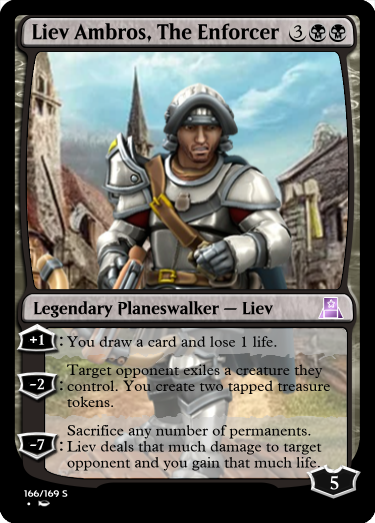 Liev Ambros, The Enforcer 3
Legendary Planeswalker — Liev
+1: You draw a card and lose 1 life.
Target opponent exiles a creature they
-2: control. You create two tapped treasure
tokens.
Sacrifice any number of permanents.
-7: Liev deals that much damage to target
opponent and you gain that much life.
5
166/169 S